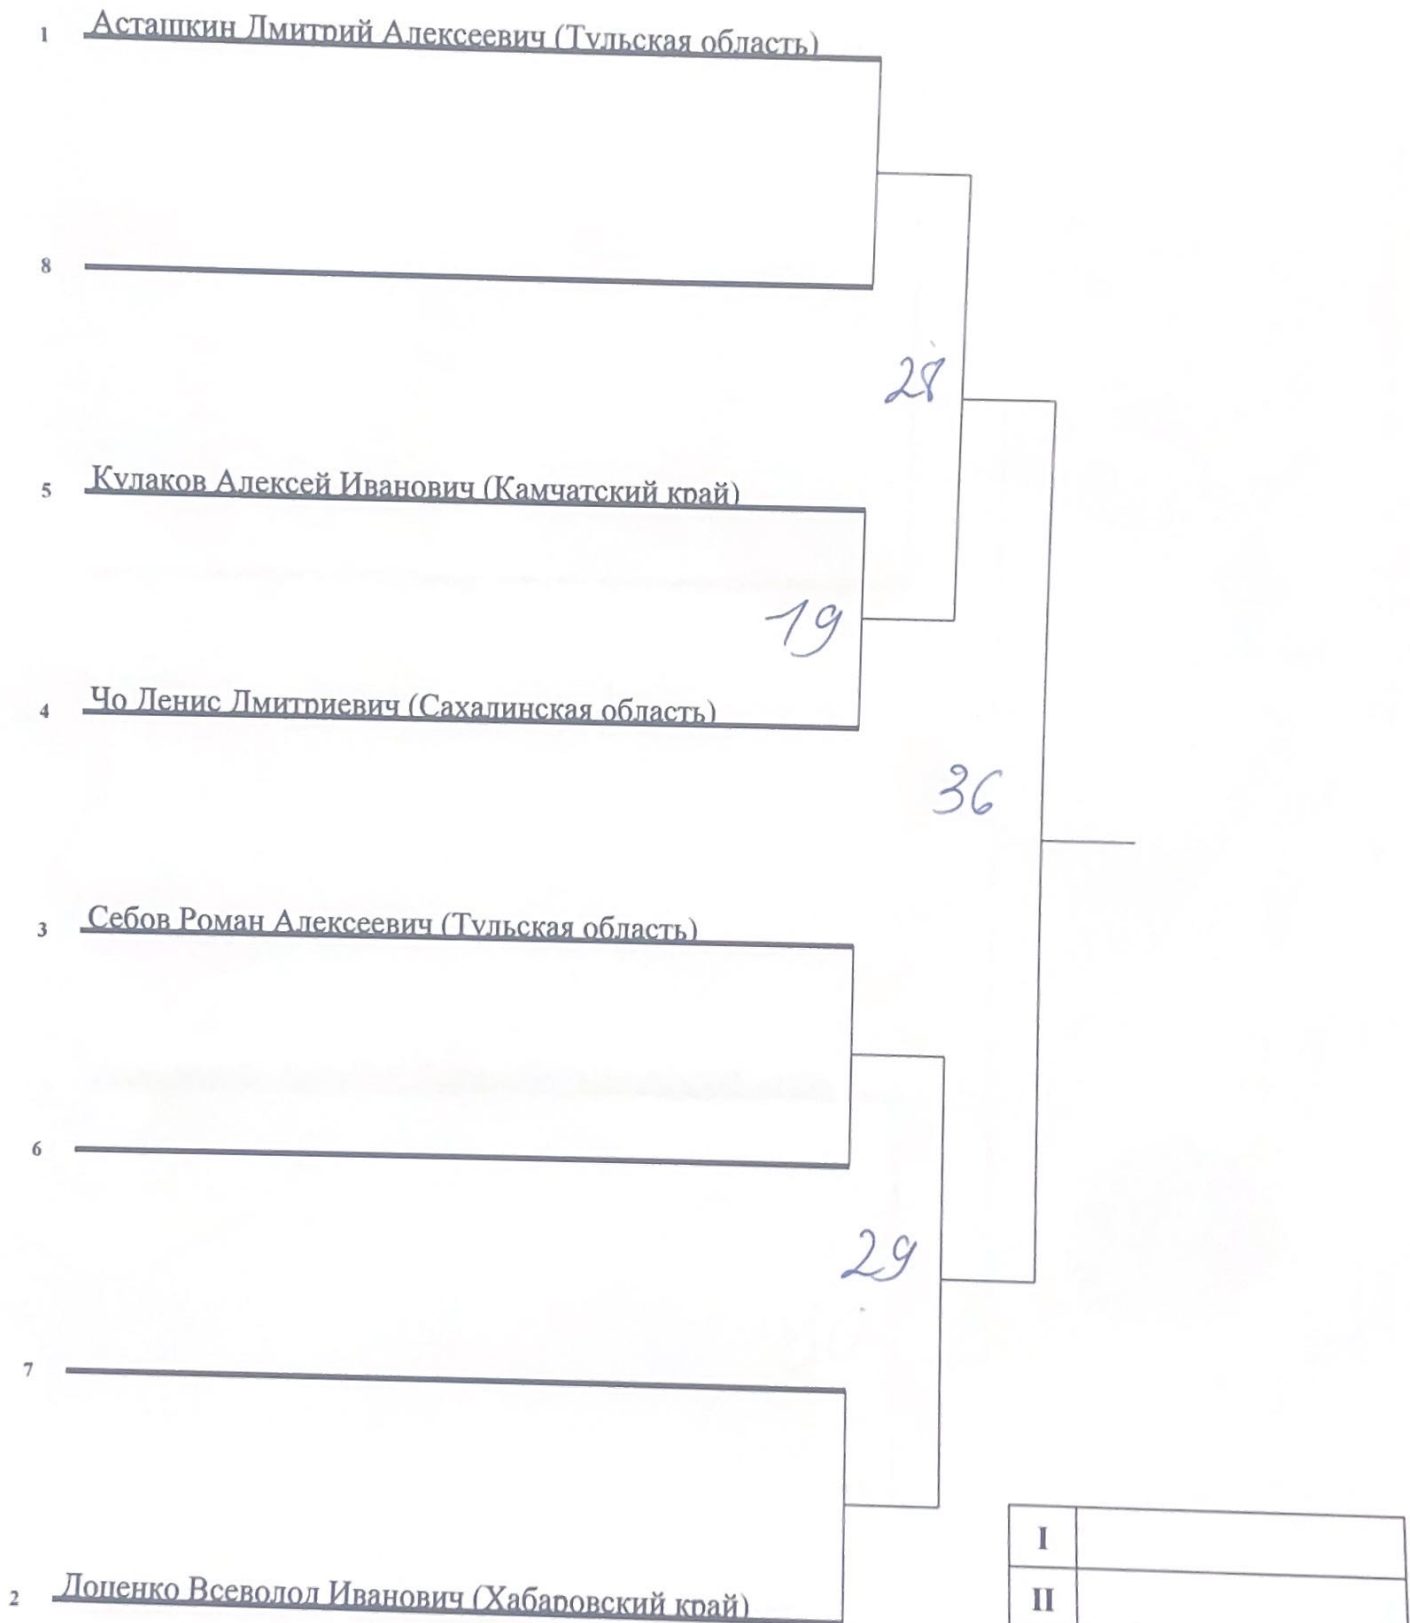 1 Асташкин Дмитрий Алексеевич (Тульская область)
8
28
5 Кулаков Алексей Иванович (Камчатский край)
19
4 Чо Денис Дмитриевич (Сахалинская область)
36
3 Себов Роман Алексеевич (Тульская область)
6
29
7
I
2 Доценко Всеволод Иванович (Хабаровский край)
II